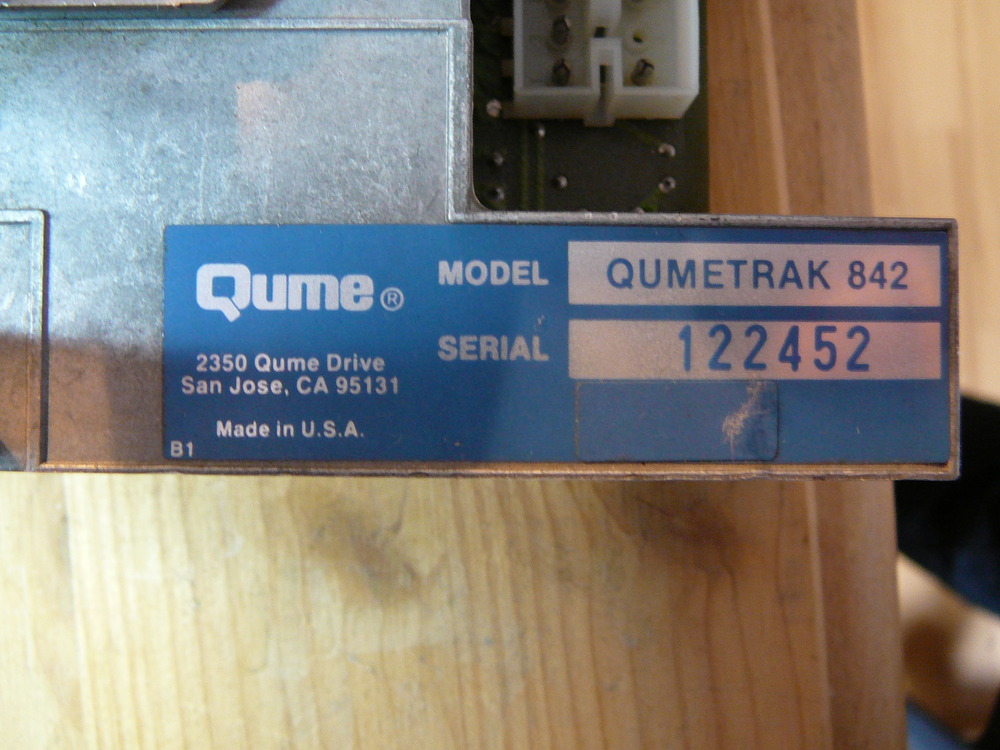 Qume®
2350 Qume Drive
San Jose, CA 95131
Made in U.S.A.
B1
MODEL QUMETRAK 842
SERIAL 122452